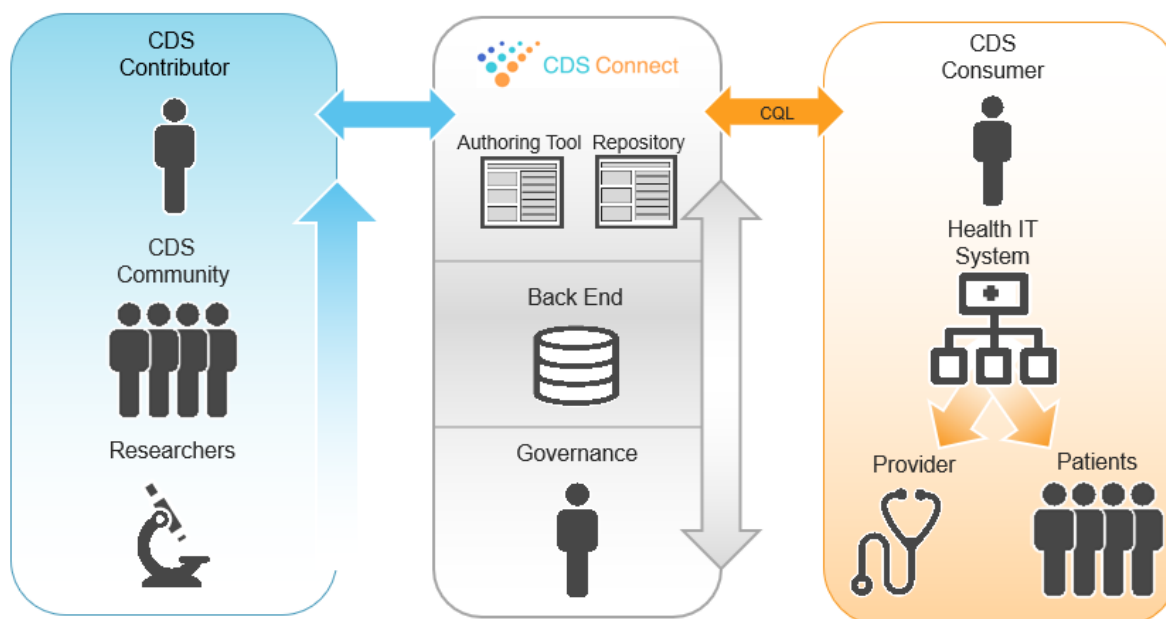 CDS
Contributor
CDS
Community
Researchers
CDS Connect
Authoring Tool
Repository
Back End
Governance
CQL
CDS
Consumer
Health IT
System
Provider
Patients